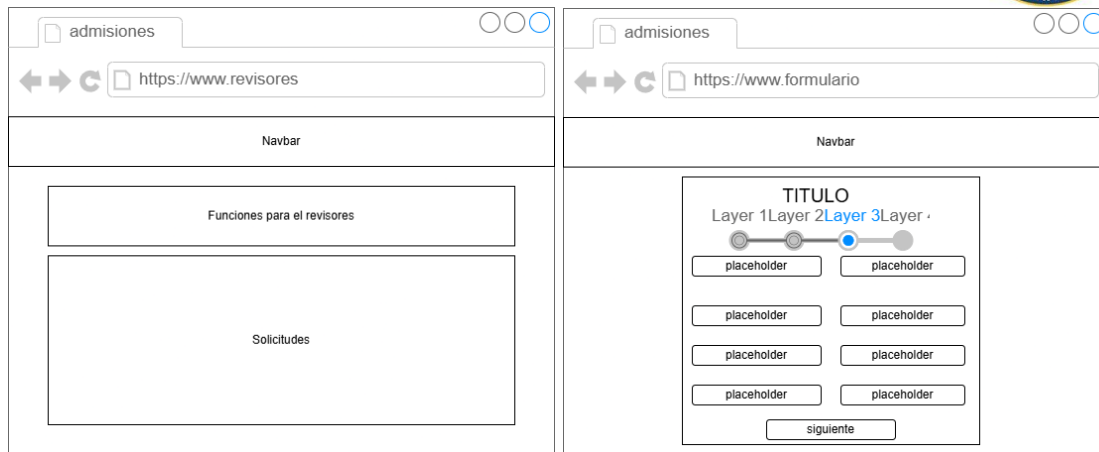 admisiones
https://www.revisores
Navbar
Funciones para el revisores
Solicitudes
admisiones
https://www.formulario
Navbar
TITULO
Layer 1Layer 2Layer 3Layer
placeholder placeholder
placeholder placeholder
placeholder placeholder
placeholder placeholder
siguiente